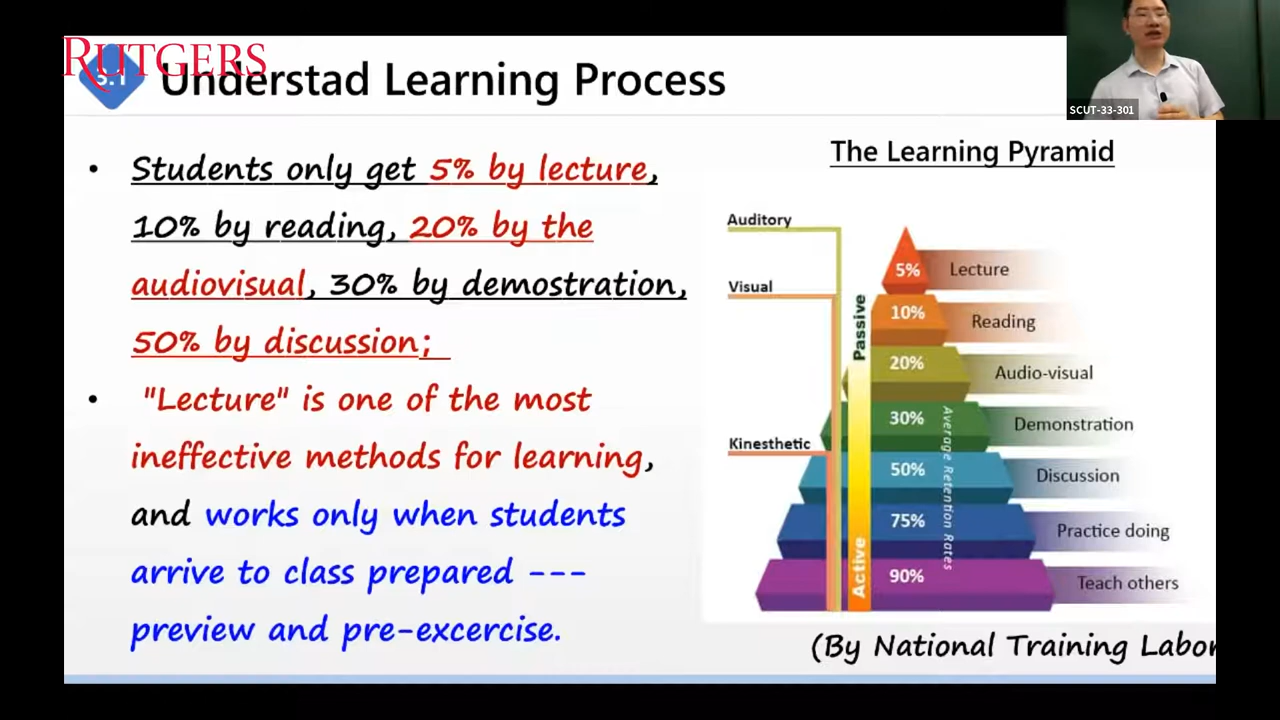 RUTGERS
3.1 Understad Learning Process
SCUT-33-301
• Students only get 5% by lecture,
10% by reading, 20% by the
audiovisual, 30% by demostration,
50% by discussion;
• "Lecture" is one of the most
ineffective methods for learning,
and works only when students
arrive to class prepared ---
preview and pre-excercise.
The Learning Pyramid
Auditory
Visual
Kinesthetic
Passive
Active
5% Lecture
10% Reading
20% Audio-visual
30% Demonstration
50% Discussion
75% Practice doing
90% Teach others
Average Retention Rates
(By National Training Labor